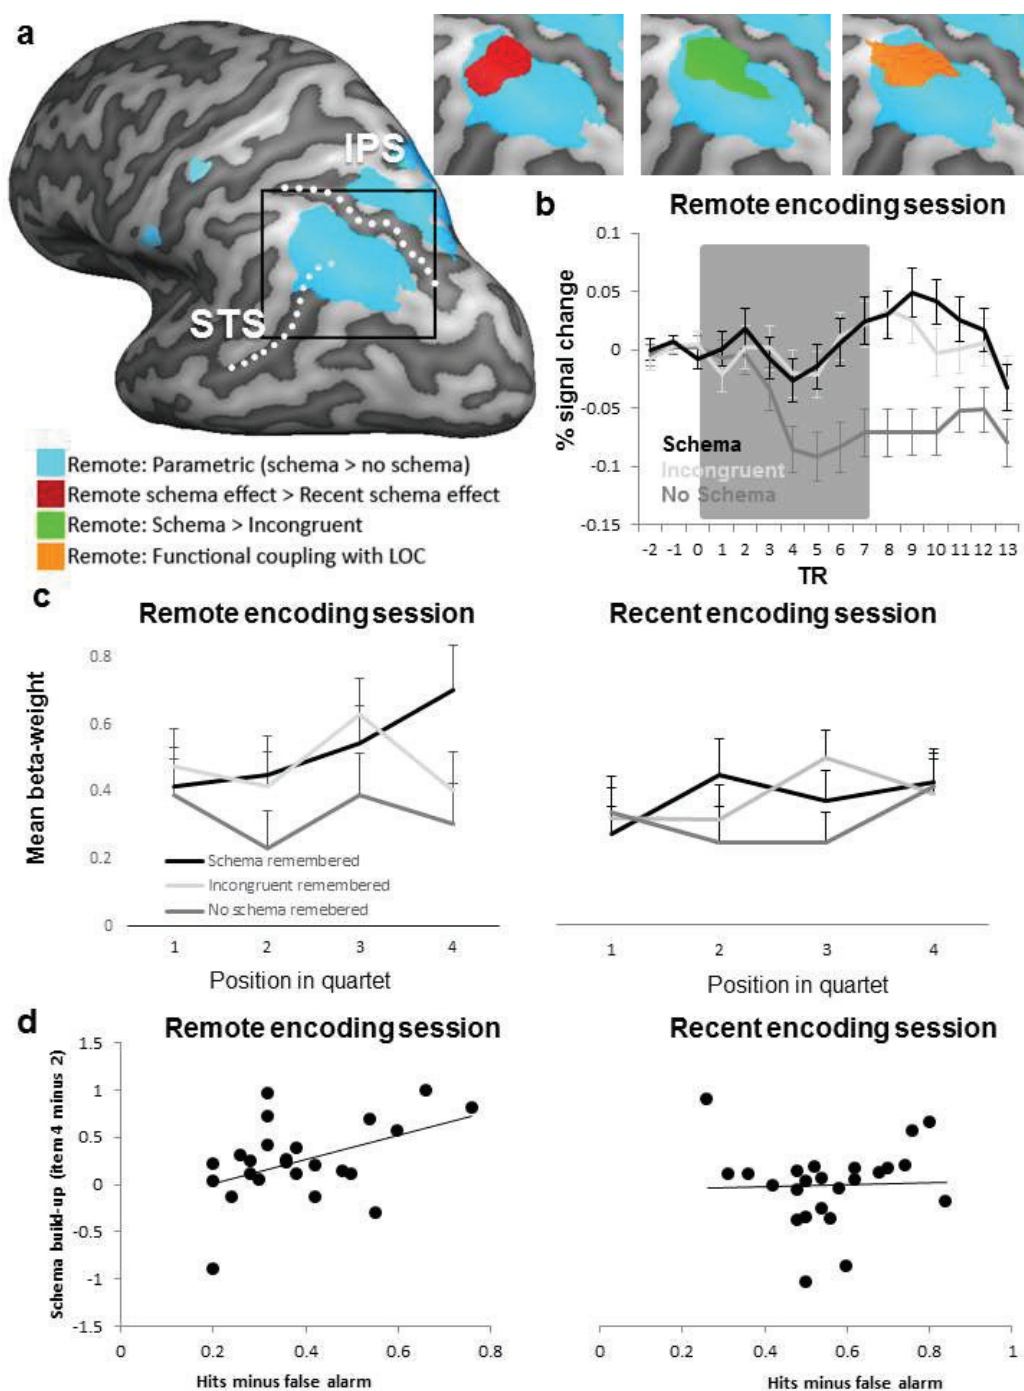 a
IPS
STS
Remote: Parametric (schema > no schema)
Remote schema effect > Recent schema effect
Remote: Schema > Incongruent
Remote: Functional coupling with LOC
b
Remote encoding session
% signal change
0.1
0.05
0
-0.05
-0.1
-0.15
Schema
Incongruent
No Schema
-2 -1 0 1 2 3 4 5 6 7 8 9 10 11 12 13
TR
c
Remote encoding session
Mean beta-weight
0.8
0.6
0.4
0.2
0
Schema remembered
Incongruent remembered
No schema remebered
1 2 3 4
Position in quartet
Recent encoding session
1 2 3 4
Position in quartet
d
Remote encoding session
Schema build-up (item 4 minus 2)
1.5
1
0.5
0
-0.5
-1
-1.5
0 0.2 0.4 0.6 0.8
Hits minus false alarm
Recent encoding session
0 0.2 0.4 0.6 0.8 1
Hits minus false alarm